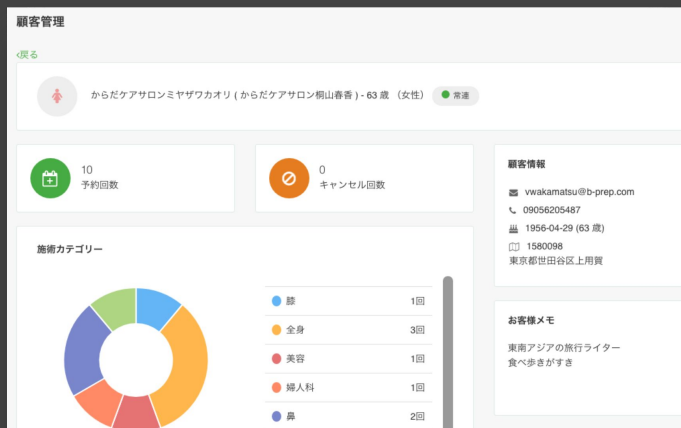 顧客管理
‹戻る
からだケアサロンミヤザワカオリ ( からだケアサロン桐山春香 ) - 63 歳 （女性） 常連
10
予約回数
0
キャンセル回数
施術カテゴリー
膝 1回
全身 3回
美容 1回
婦人科 1回
鼻 2回
顧客情報
vwakamatsu@b-prep.com
09056205487
1956-04-29 (63 歳)
1580098
東京都世田谷区上用賀
お客様メモ
東南アジアの旅行ライター
食べ歩きがすき